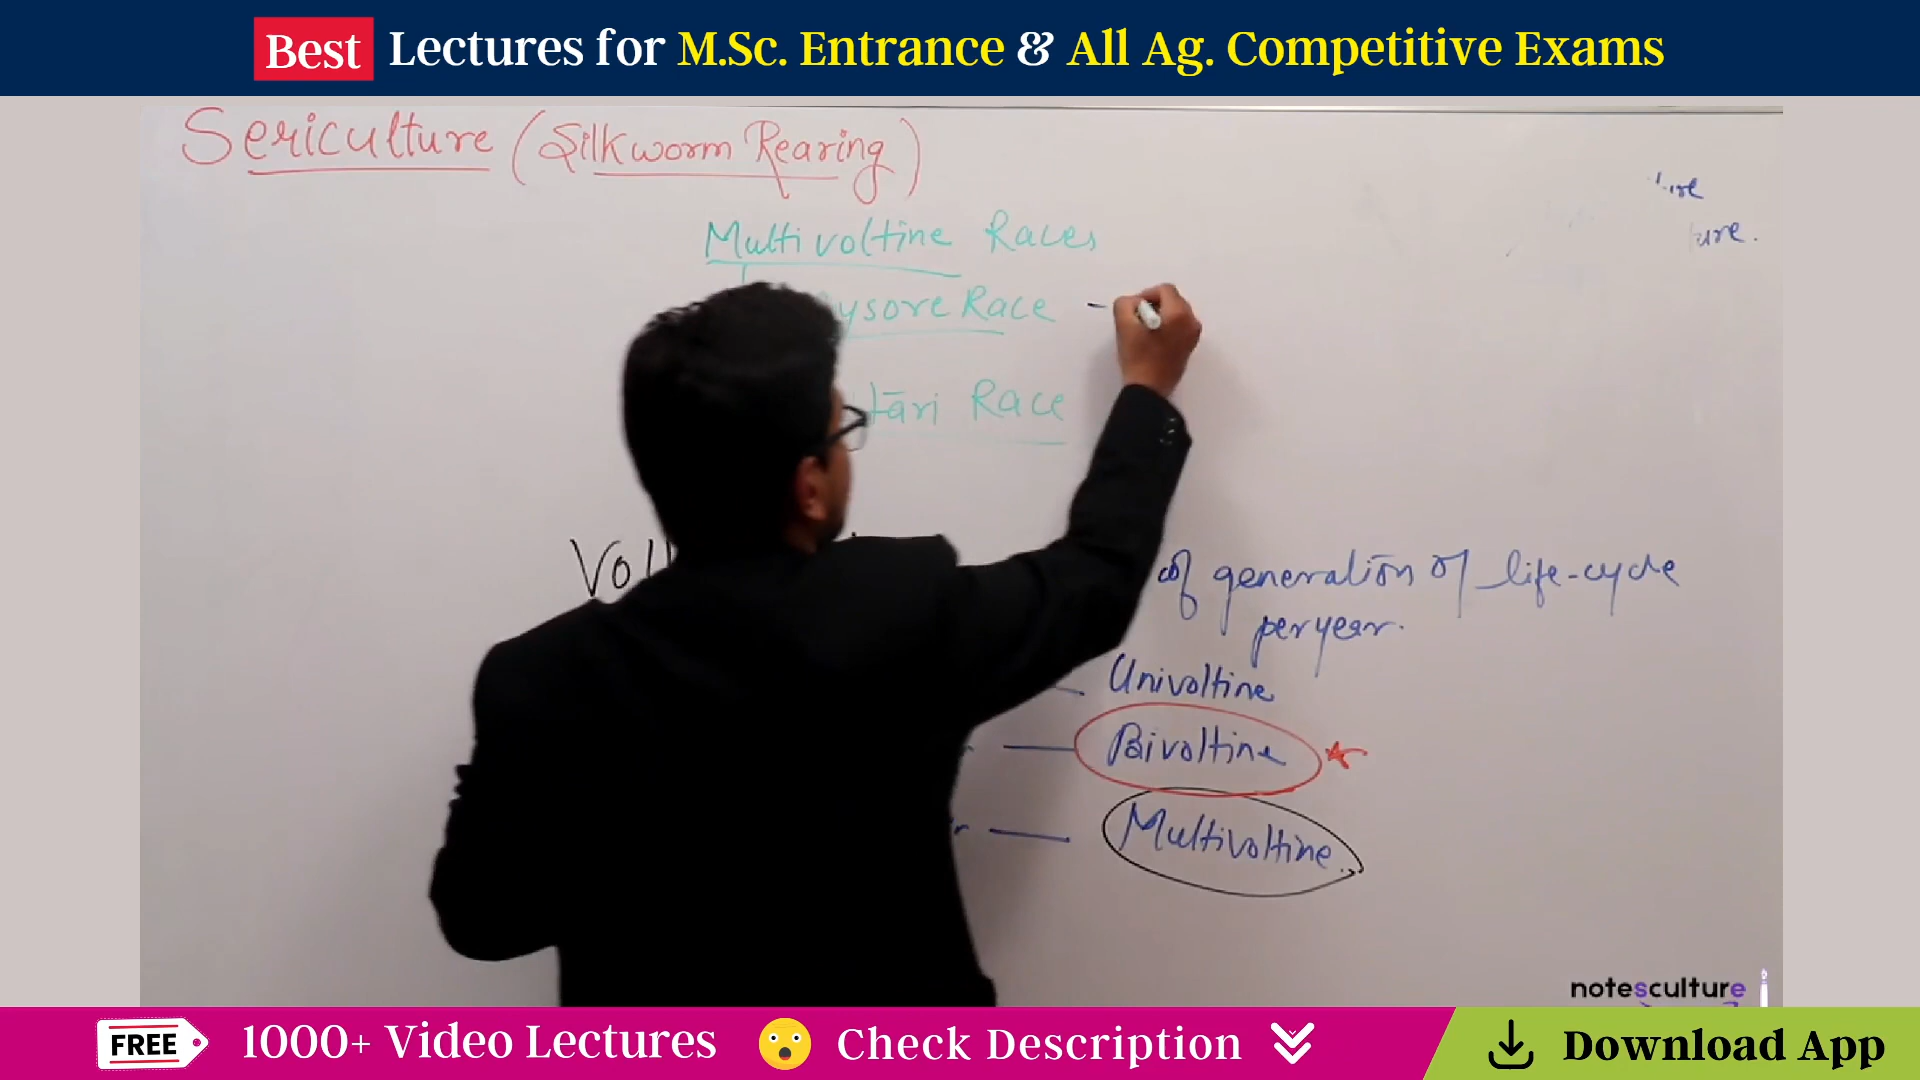 Best Lectures for M.Sc. Entrance & All Ag. Competitive Exams
Sericulture (Silkworm Rearing)
Multivoltine Races
ysore Race -
tari Race
Vol
of generation of life-cycle
per year.
Univoltine
Bivoltine
Multivoltine
notesculture
FREE 1000+ Video Lectures Check Description Download App